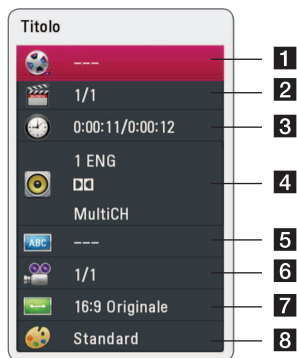 Titolo
--- 1
1/1 2
0:00:11/0:00:12 3
1 ENG
MultiCH 4
ABC --- 5
1/1 6
16:9 Originale 7
Standard 8